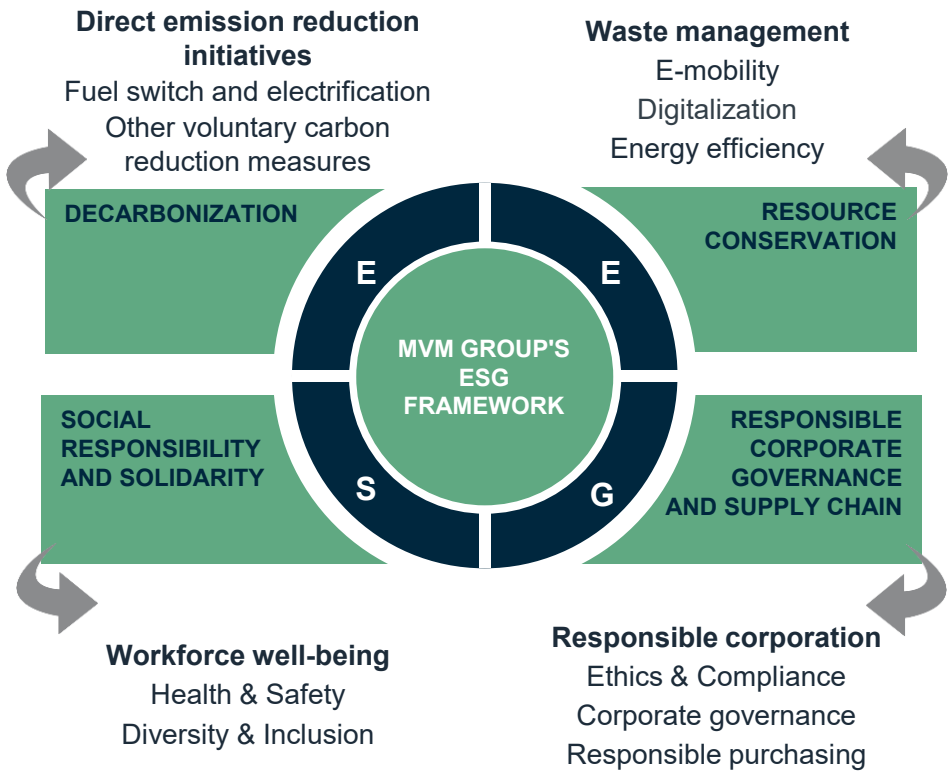 Direct emission reduction
initiatives
Fuel switch and electrification
Other voluntary carbon
reduction measures
Waste management
E-mobility
Digitalization
Energy efficiency
DECARBONIZATION
RESOURCE
CONSERVATION
E
E
MVM GROUP'S
ESG
FRAMEWORK
SOCIAL
RESPONSIBILITY
AND SOLIDARITY
RESPONSIBLE
CORPORATE
GOVERNANCE
AND SUPPLY CHAIN
S
G
Workforce well-being
Health & Safety
Diversity & Inclusion
Responsible corporation
Ethics & Compliance
Corporate governance
Responsible purchasing